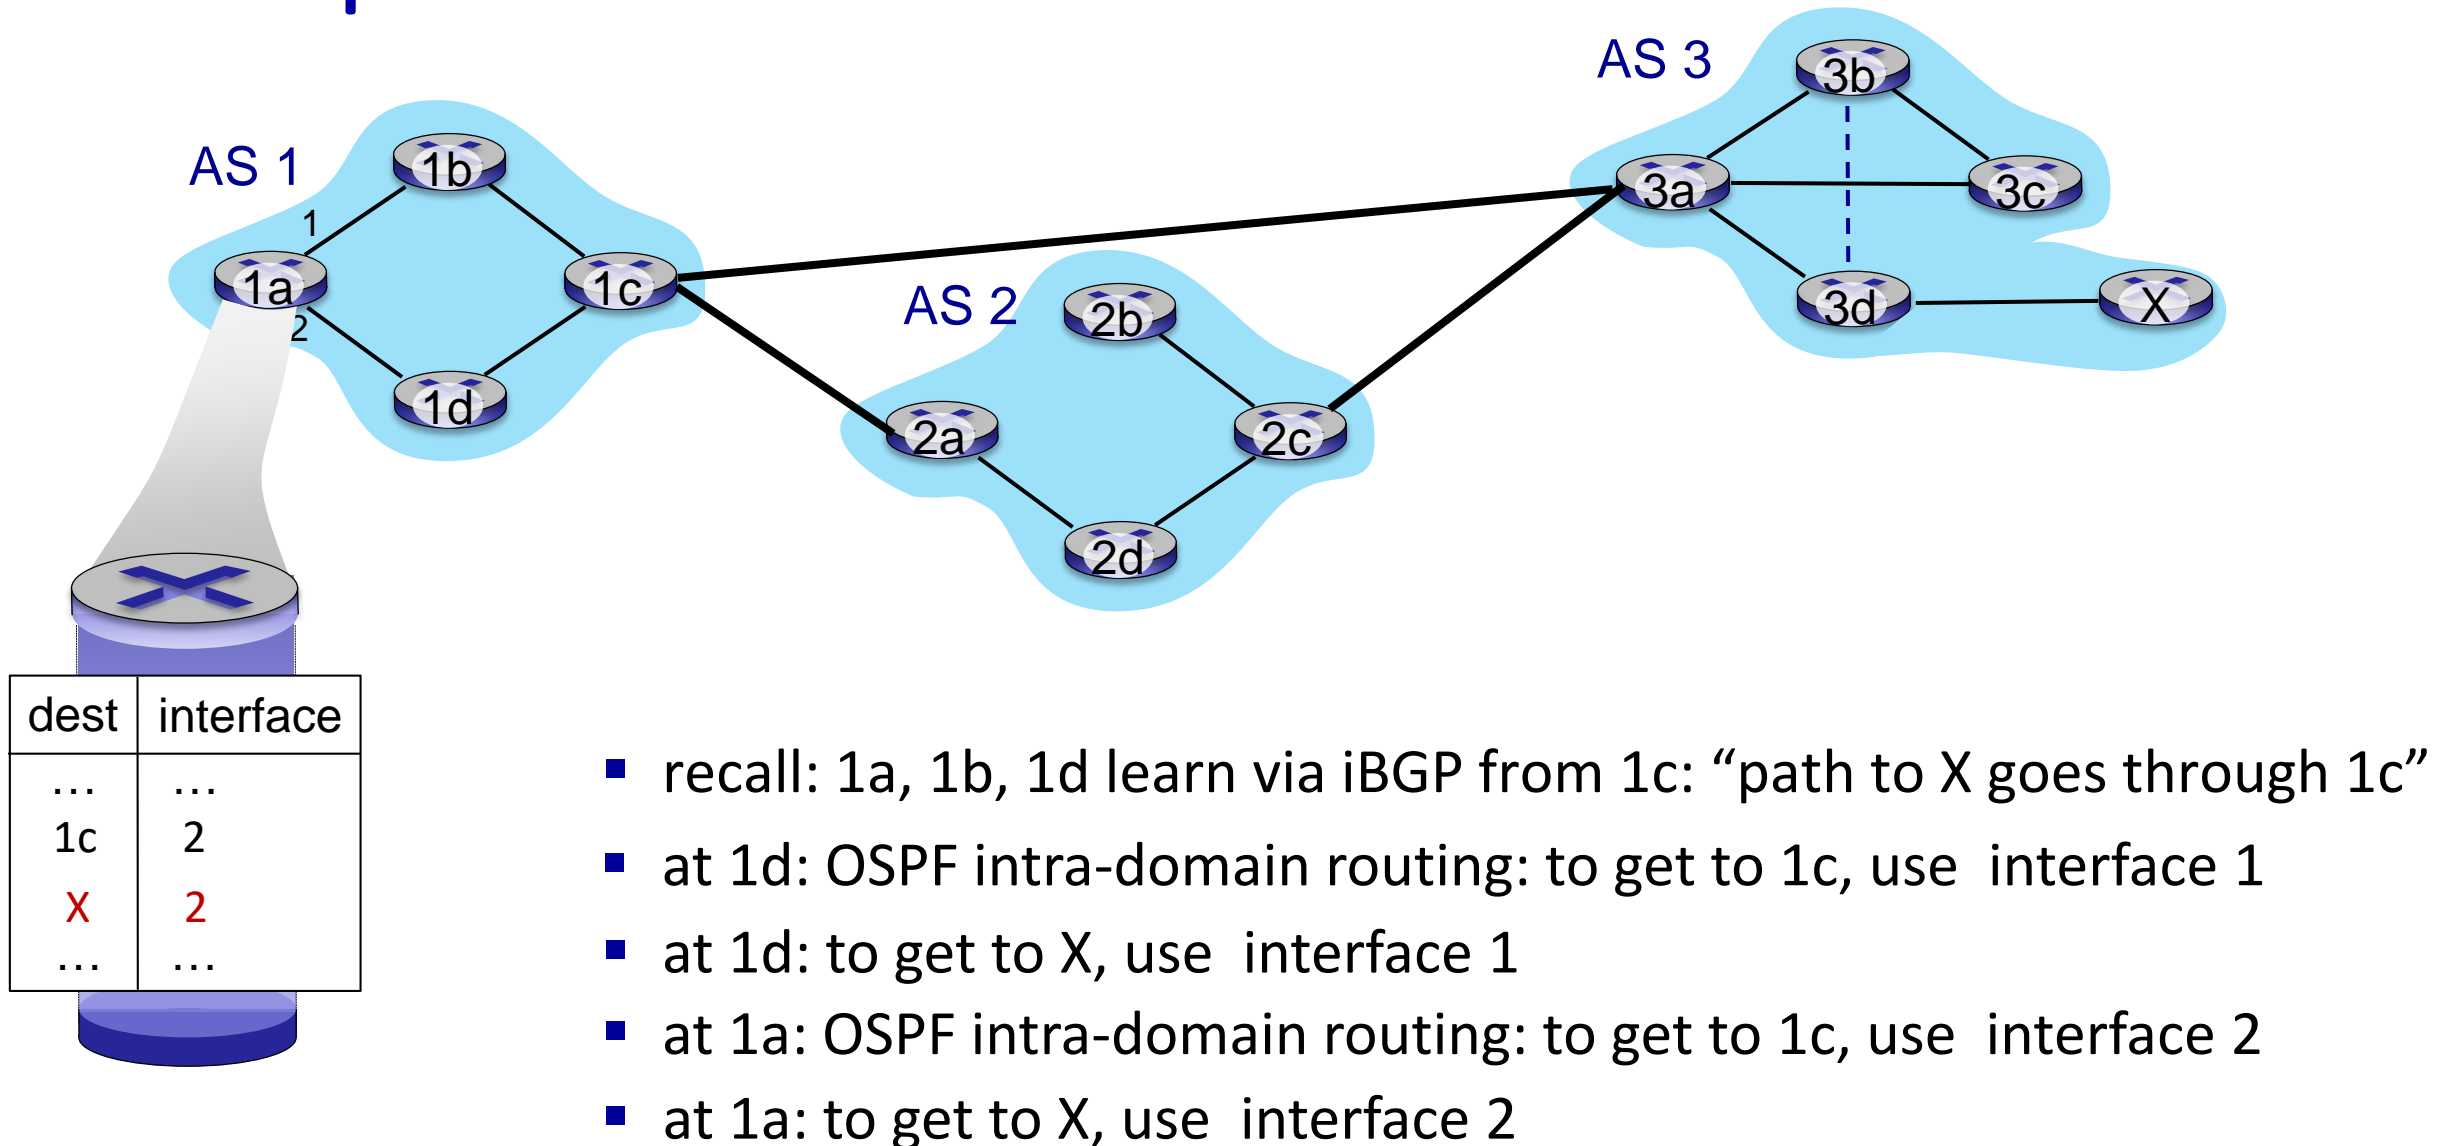 AS 3
3b
AS 1
1b
3a
3c
1
1a
1c
AS 2
2b
3d
X
2
1d
2a
2c
2d
dest interface
… …
1c 2
X 2
… …
▪ recall: 1a, 1b, 1d learn via iBGP from 1c: “path to X goes through 1c”
▪ at 1d: OSPF intra-domain routing: to get to 1c, use interface 1
▪ at 1d: to get to X, use interface 1
▪ at 1a: OSPF intra-domain routing: to get to 1c, use interface 2
▪ at 1a: to get to X, use interface 2